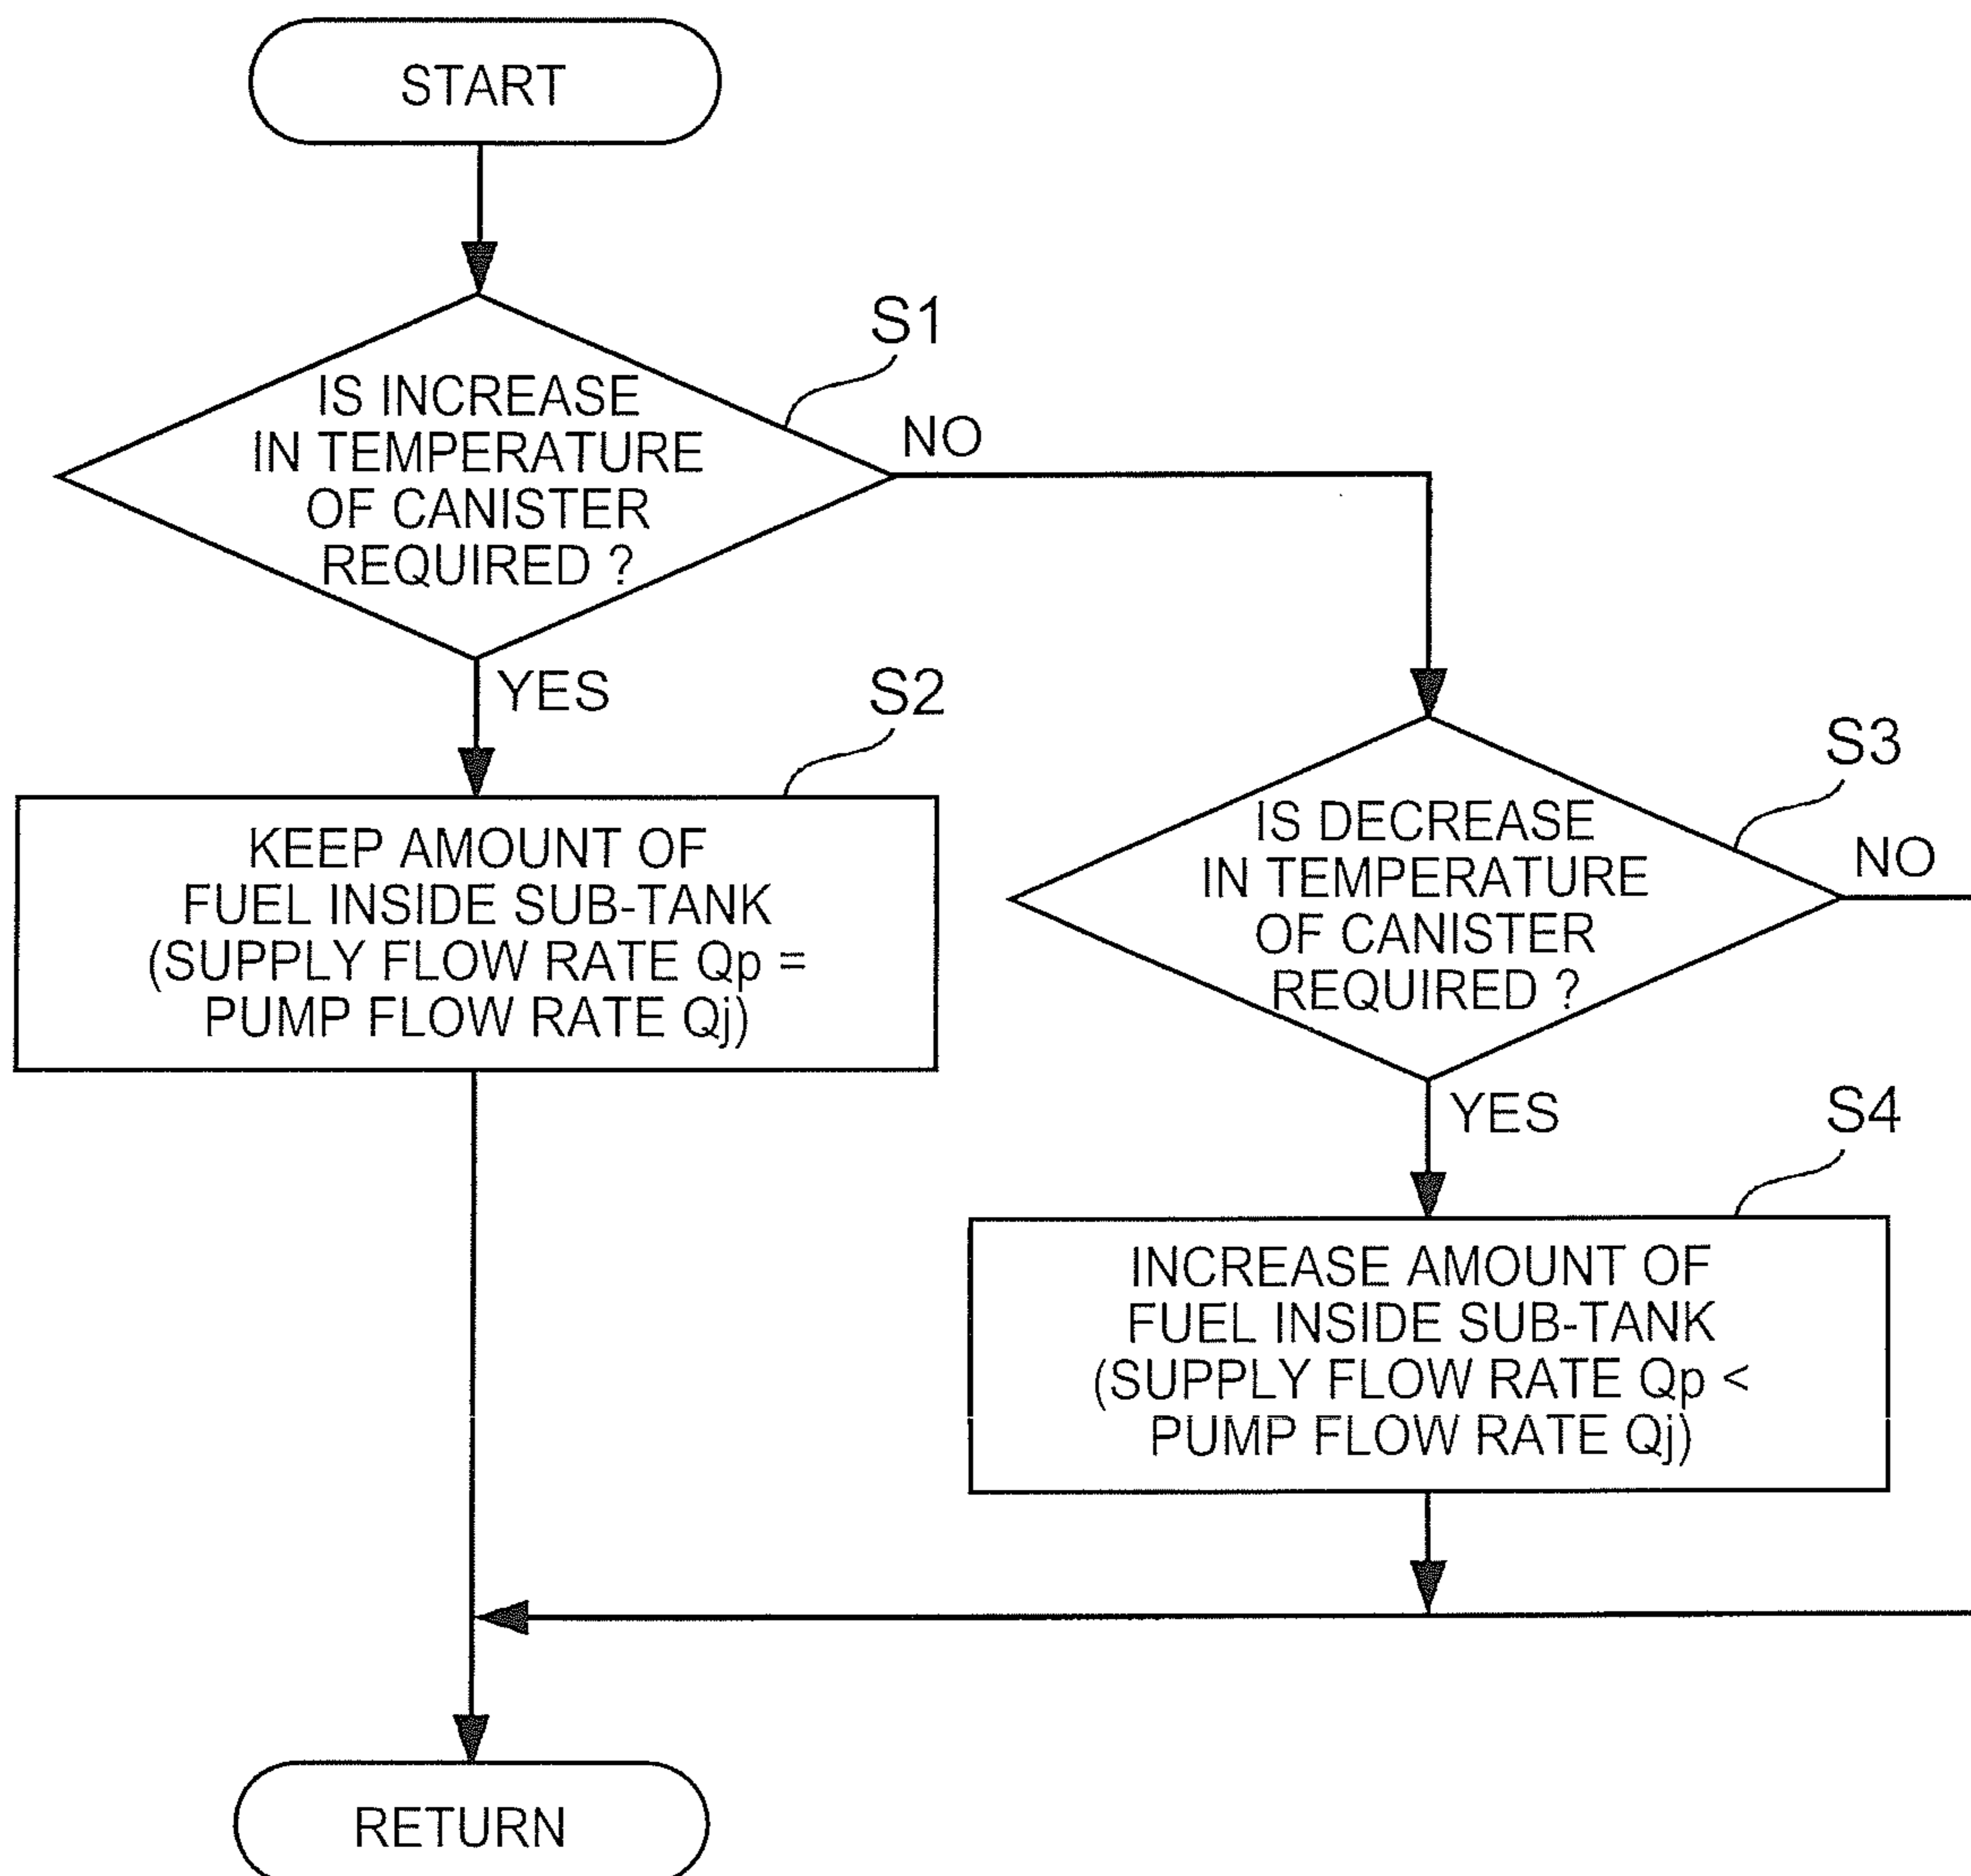 START
S1
IS INCREASE
IN TEMPERATURE
OF CANISTER
REQUIRED ?
NO
YES
S2
KEEP AMOUNT OF
FUEL INSIDE SUB-TANK
(SUPPLY FLOW RATE Qp =
PUMP FLOW RATE Qj)
S3
IS DECREASE
IN TEMPERATURE
OF CANISTER
REQUIRED ?
NO
YES
S4
INCREASE AMOUNT OF
FUEL INSIDE SUB-TANK
(SUPPLY FLOW RATE Qp <
PUMP FLOW RATE Qj)
RETURN